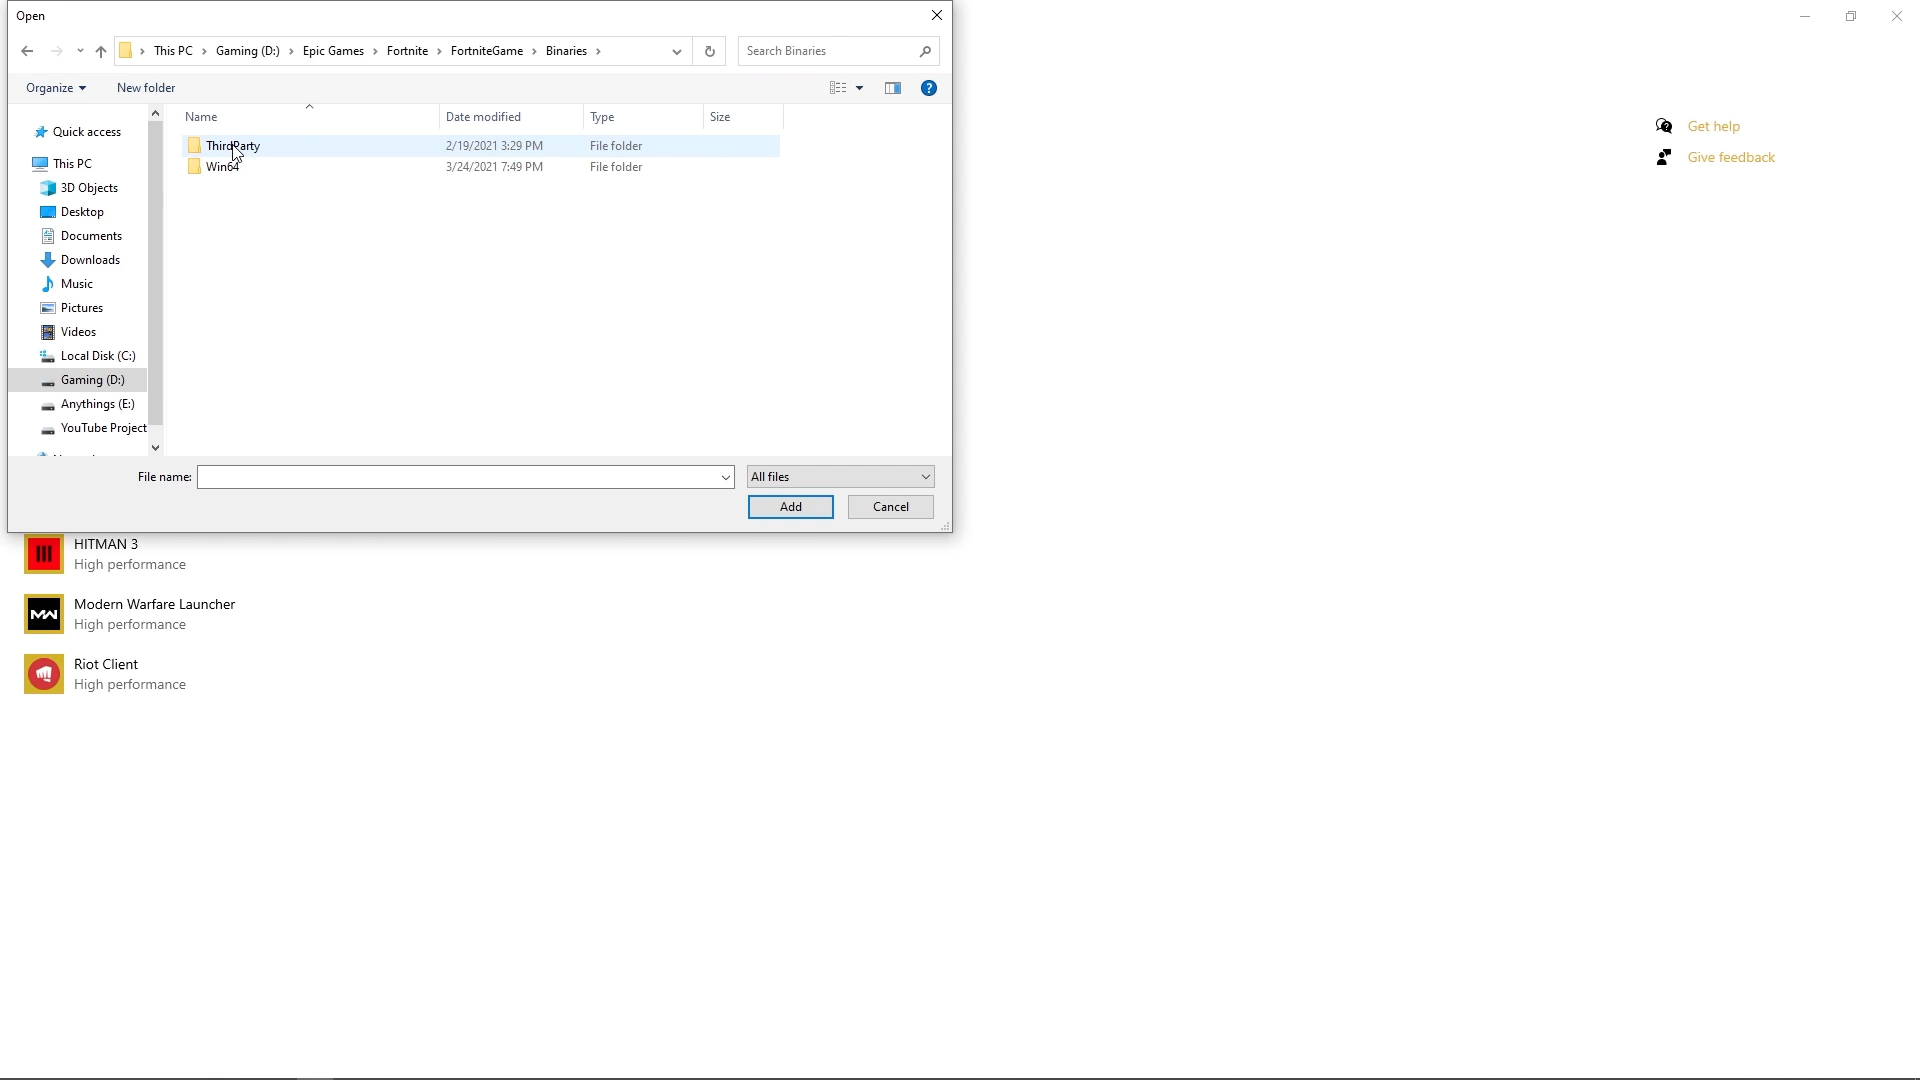 Open
This PC > Gaming (D:) > Epic Games > Fortnite > FortniteGame > Binaries >
Search Binaries
Organize
New folder
Name
Date modified
Type
Size
ThirdParty
2/19/2021 3:29 PM
File folder
Win64
3/24/2021 7:49 PM
File folder
Quick access
This PC
3D Objects
Desktop
Documents
Downloads
Music
Pictures
Videos
Local Disk (C:)
Gaming (D:)
Anythings (E:)
YouTube Project
File name:
All files
Add
Cancel
Get help
Give feedback
HITMAN 3
High performance
Modern Warfare Launcher
High performance
Riot Client
High performance